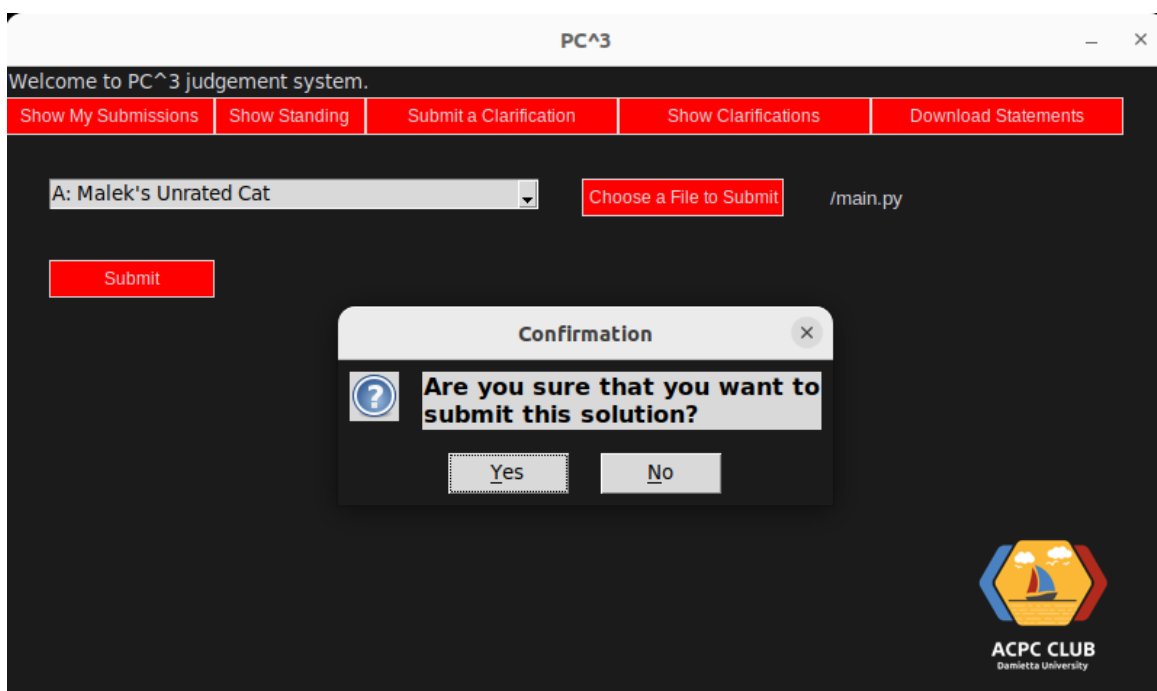 PC^3
Welcome to PC^3 judgement system.
Show My Submissions Show Standing Submit a Clarification Show Clarifications Download Statements
A: Malek's Unrated Cat Choose a File to Submit /main.py
Submit
Confirmation
Are you sure that you want to
submit this solution?
Yes No
ACPC CLUB
Damietta University